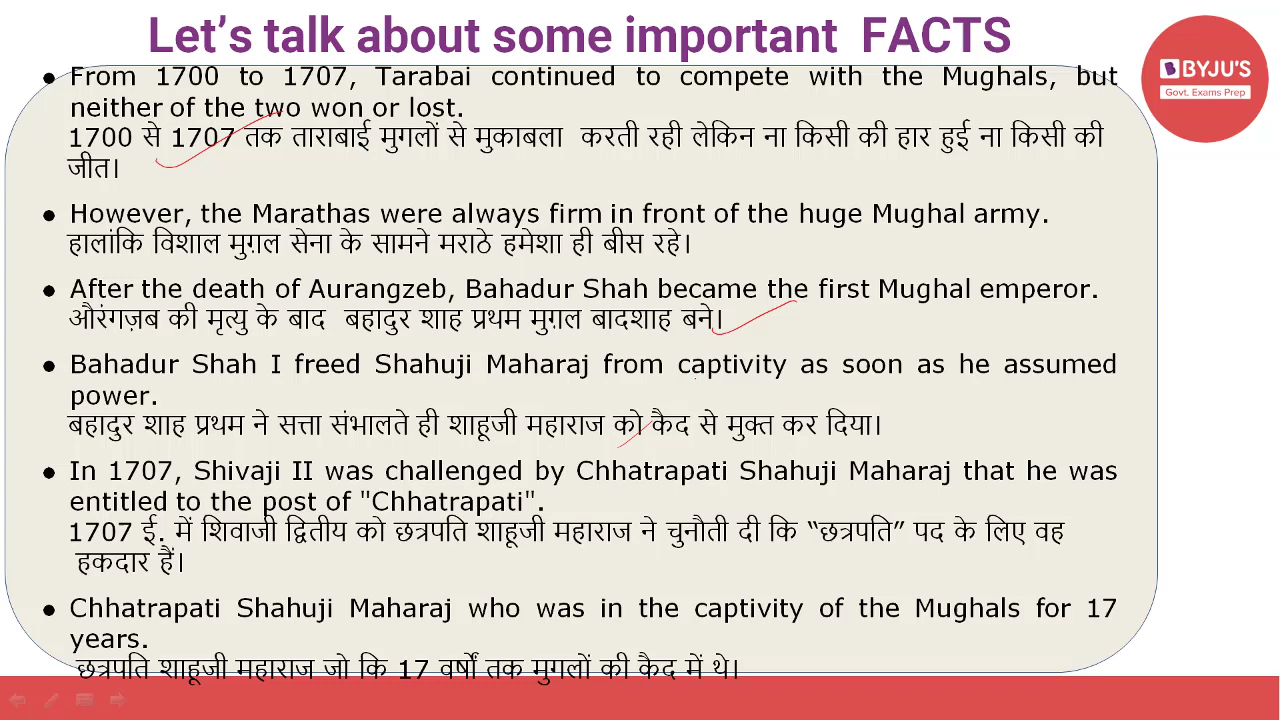 Let's talk about some important FACTS
BYJU'S
Govt. Exams Prep
• From 1700 to 1707, Tarabai continued to compete with the Mughals, but
neither of the two won or lost.
1700 से 1707 तक ताराबाई मुगलों से मुकाबला करती रही लेकिन ना किसी की हार हुई ना किसी की
जीत।
• However, the Marathas were always firm in front of the huge Mughal army.
हालांकि विशाल मुग़ल सेना के सामने मराठे हमेशा ही बीस रहे।
• After the death of Aurangzeb, Bahadur Shah became the first Mughal emperor.
औरंगज़ब की मृत्यु के बाद बहादुर शाह प्रथम मुग़ल बादशाह बने।
• Bahadur Shah I freed Shahuji Maharaj from captivity as soon as he assumed
power.
बहादुर शाह प्रथम ने सत्ता संभालते ही शाहूजी महाराज को कैद से मुक्त कर दिया।
• In 1707, Shivaji II was challenged by Chhatrapati Shahuji Maharaj that he was
entitled to the post of "Chhatrapati".
1707 ई. में शिवाजी द्वितीय को छत्रपति शाहूजी महाराज ने चुनौती दी कि “छत्रपति” पद के लिए वह
हकदार हैं।
• Chhatrapati Shahuji Maharaj who was in the captivity of the Mughals for 17
years.
छत्रपति शाहूजी महाराज जो कि 17 वर्षों तक मुगलों की कैद में थे।